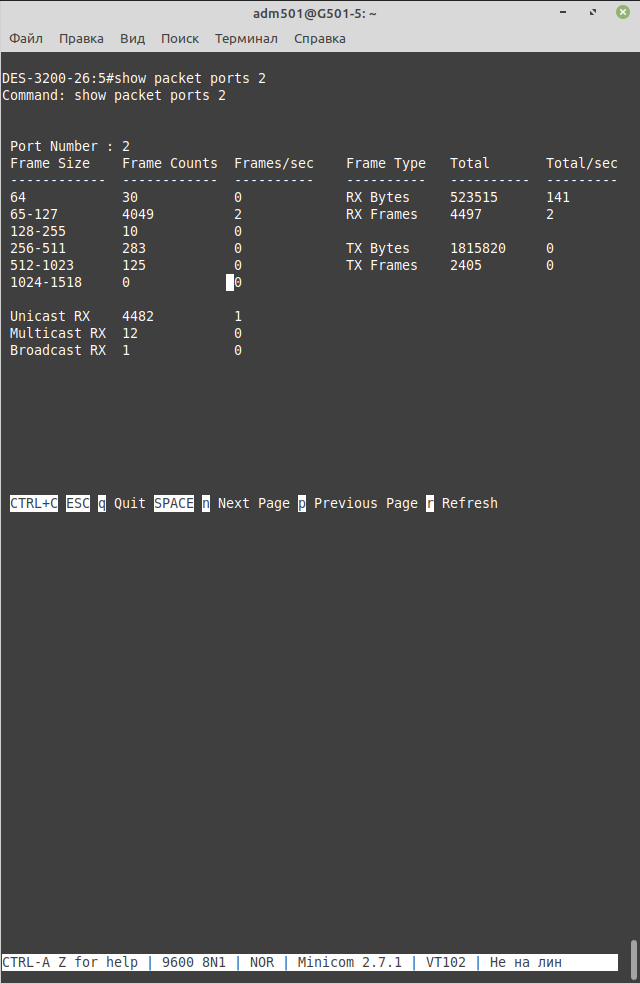 adm501@G501-5: ~
Файл Правка Вид Поиск Терминал Справка
DES-3200-26:5#show packet ports 2
Command: show packet ports 2
Port Number : 2
Frame Size Frame Counts Frames/sec Frame Type Total Total/sec
------------ ------------ ---------- ---------- ---------- ---------
64 30 0 RX Bytes 523515 141
65-127 4049 2 RX Frames 4497 2
128-255 10 0
256-511 283 0 TX Bytes 1815820 0
512-1023 125 0 TX Frames 2405 0
1024-1518 0 0
Unicast RX 4482 1
Multicast RX 12 0
Broadcast RX 1 0
CTRL+C ESC q Quit SPACE n Next Page p Previous Page r Refresh
CTRL-A Z for help | 9600 8N1 | NOR | Minicom 2.7.1 | VT102 | Не на лин